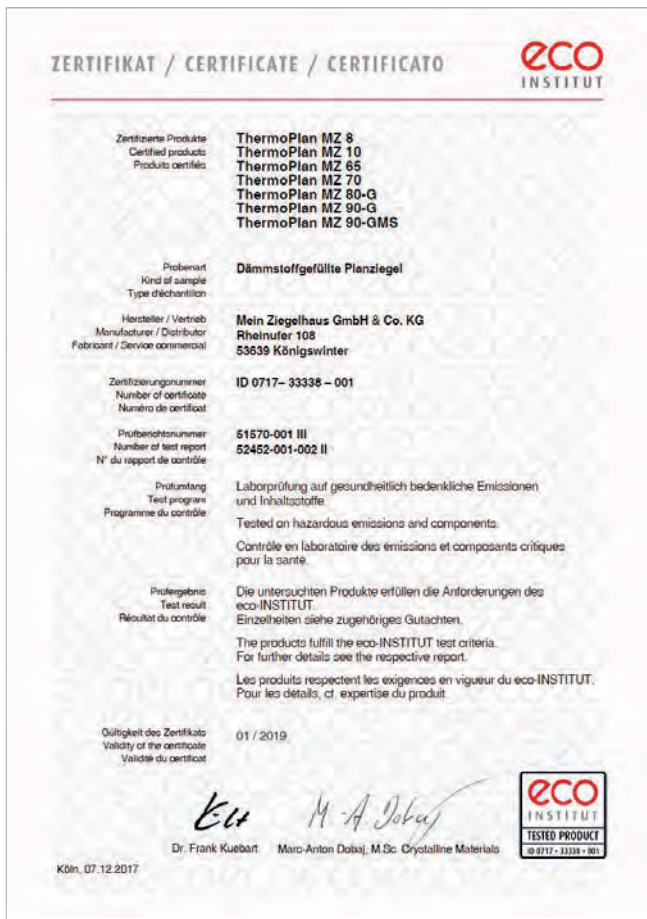 ZERTIFIKAT / CERTIFICATE / CERTIFICATO
eco
INSTITUT
Zertifizierte Produkte
Certified products
Produits certifiés
ThermoPlan MZ 8
ThermoPlan MZ 10
ThermoPlan MZ 65
ThermoPlan MZ 70
ThermoPlan MZ 80-G
ThermoPlan MZ 90-G
ThermoPlan MZ 90-GMS
Probenart
Kind of sample
Type d'échantillon
Dämmstoffgefüllte Planziegel
Hersteller / Vertrieb
Manufacturer / Distributor
Fabricant / Service commercial
Mein Ziegelhaus GmbH & Co. KG
Rheinufer 108
53639 Königswinter
Zertifizierungsnummer
Number of certificate
Numéro de certificat
ID 0717– 33338 – 001
Prüfberichtsnummer
Number of test report
N° du rapport de contrôle
51570-001 III
52452-001-002 II
Prüfumfang
Test program
Programme du contrôle
Laborprüfung auf gesundheitlich bedenkliche Emissionen
und Inhaltsstoffe.
Tested on hazardous emissions and components.
Contrôle en laboratoire des émissions et composants critiques
pour la santé.
Prüfergebnis
Test result
Résultat du contrôle
Die untersuchten Produkte erfüllen die Anforderungen des
eco-INSTITUT.
Einzelheiten siehe zugehöriges Gutachten.
The products fulfill the eco-INSTITUT test criteria.
For further details see the respective report.
Les produits respectent les exigences en vigueur du eco-INSTITUT.
Pour les détails, cf. expertise du produit.
Gültigkeit des Zertifikats
Validity of the certificate
Validité du certificat
01 / 2019
M.-A. Dobaj
Dr. Frank Kuebart
Marc-Anton Dobaj, M.Sc. Crystalline Materials
Köln, 07.12.2017
eco
INSTITUT
TESTED PRODUCT
ID 0717 - 33338 - 001